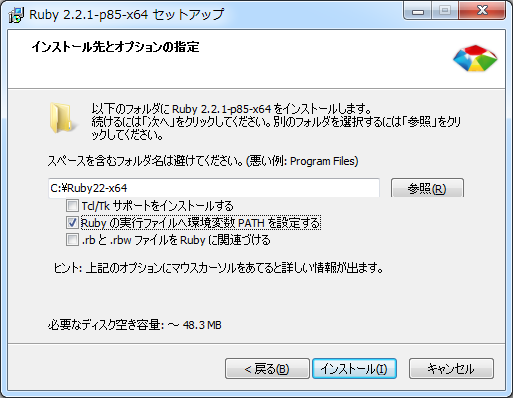 Ruby 2.2.1-p85-x64 セットアップ
インストール先とオプションの指定
以下のフォルダに Ruby 2.2.1-p85-x64 をインストールします。
続けるには「次へ」をクリックしてください。別のフォルダを選択するには「参照」をクリ
ックしてください。
スペースを含むフォルダ名は避けてください。(悪い例: Program Files)
C:¥Ruby22-x64
参照(R)
Tcl/Tk サポートをインストールする
Ruby の実行ファイルへ環境変数 PATH を設定する
.rb と .rbw ファイルを Ruby に関連づける
ヒント: 上記のオプションにマウスカーソルをあてると詳しい情報が出ます。
必要なディスク空き容量: ～ 48.3 MB
< 戻る(B)
インストール(I)
キャンセル